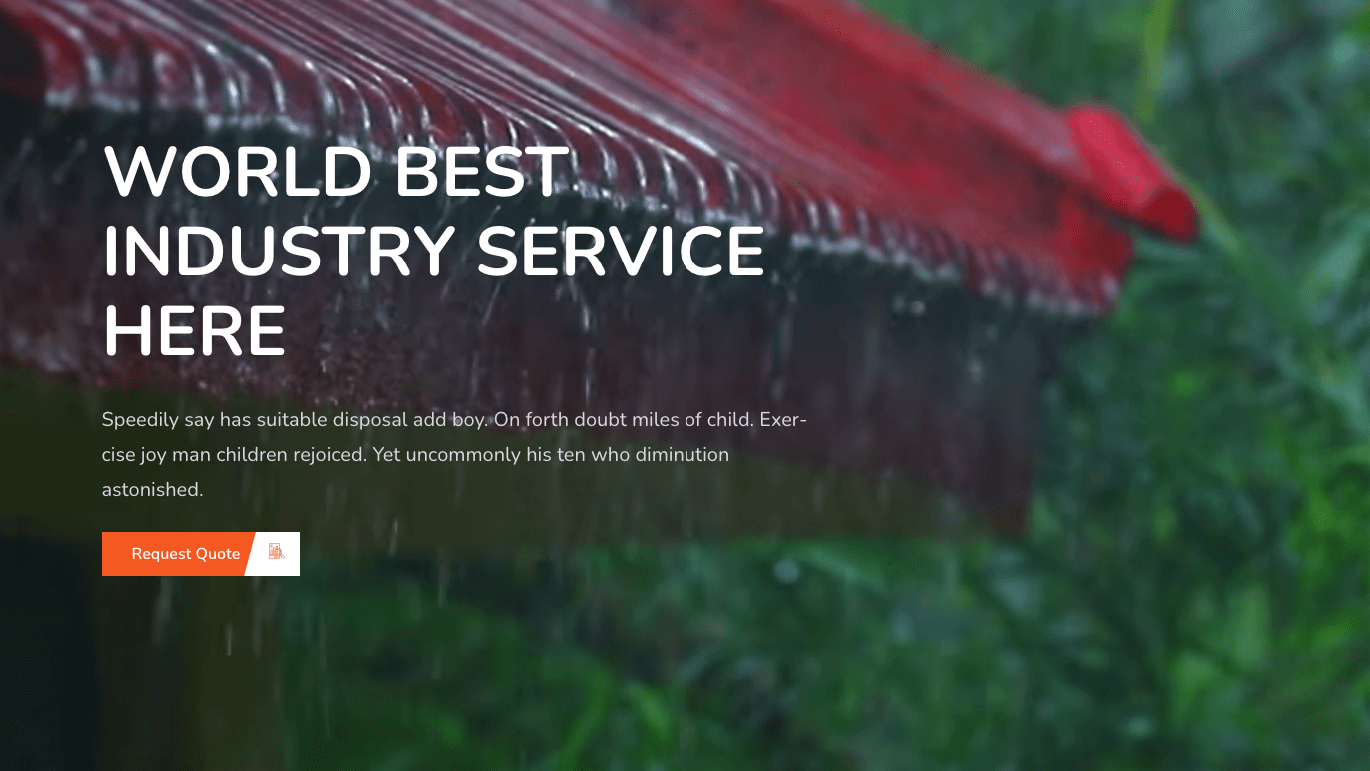 WORLD BEST
INDUSTRY SERVICE
HERE
Speedily say has suitable disposal add boy. On forth doubt miles of child. Exer-
cise joy man children rejoiced. Yet uncommonly his ten who diminution
astonished.
Request Quote